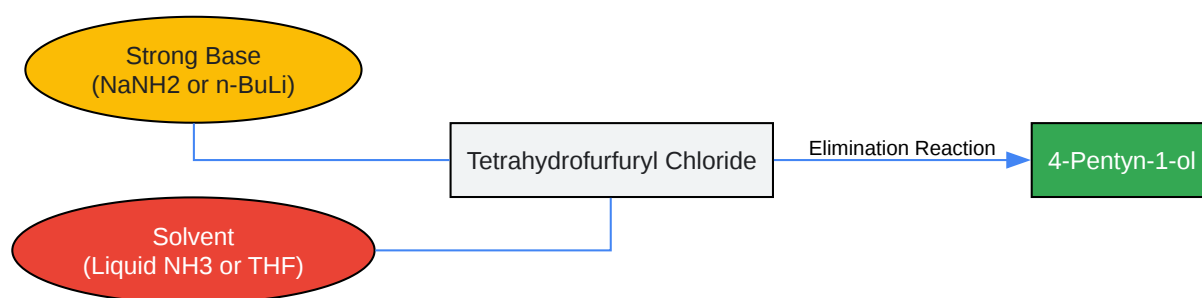 Strong Base
(NaNH2 or n-BuLi)
Tetrahydrofurfuryl Chloride
Elimination Reaction
4-Pentyn-1-ol
Solvent
(Liquid NH3 or THF)